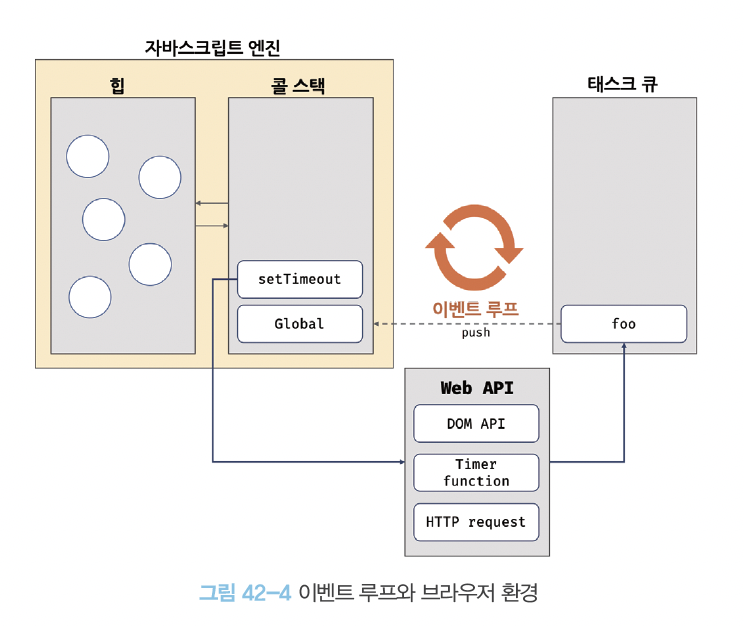 자바스크립트 엔진
힙
콜 스택
태스크 큐
setTimeout
Global
이벤트 루프
push
foo
Web API
DOM API
Timer
function
HTTP request
그림 42-4 이벤트 루프와 브라우저 환경